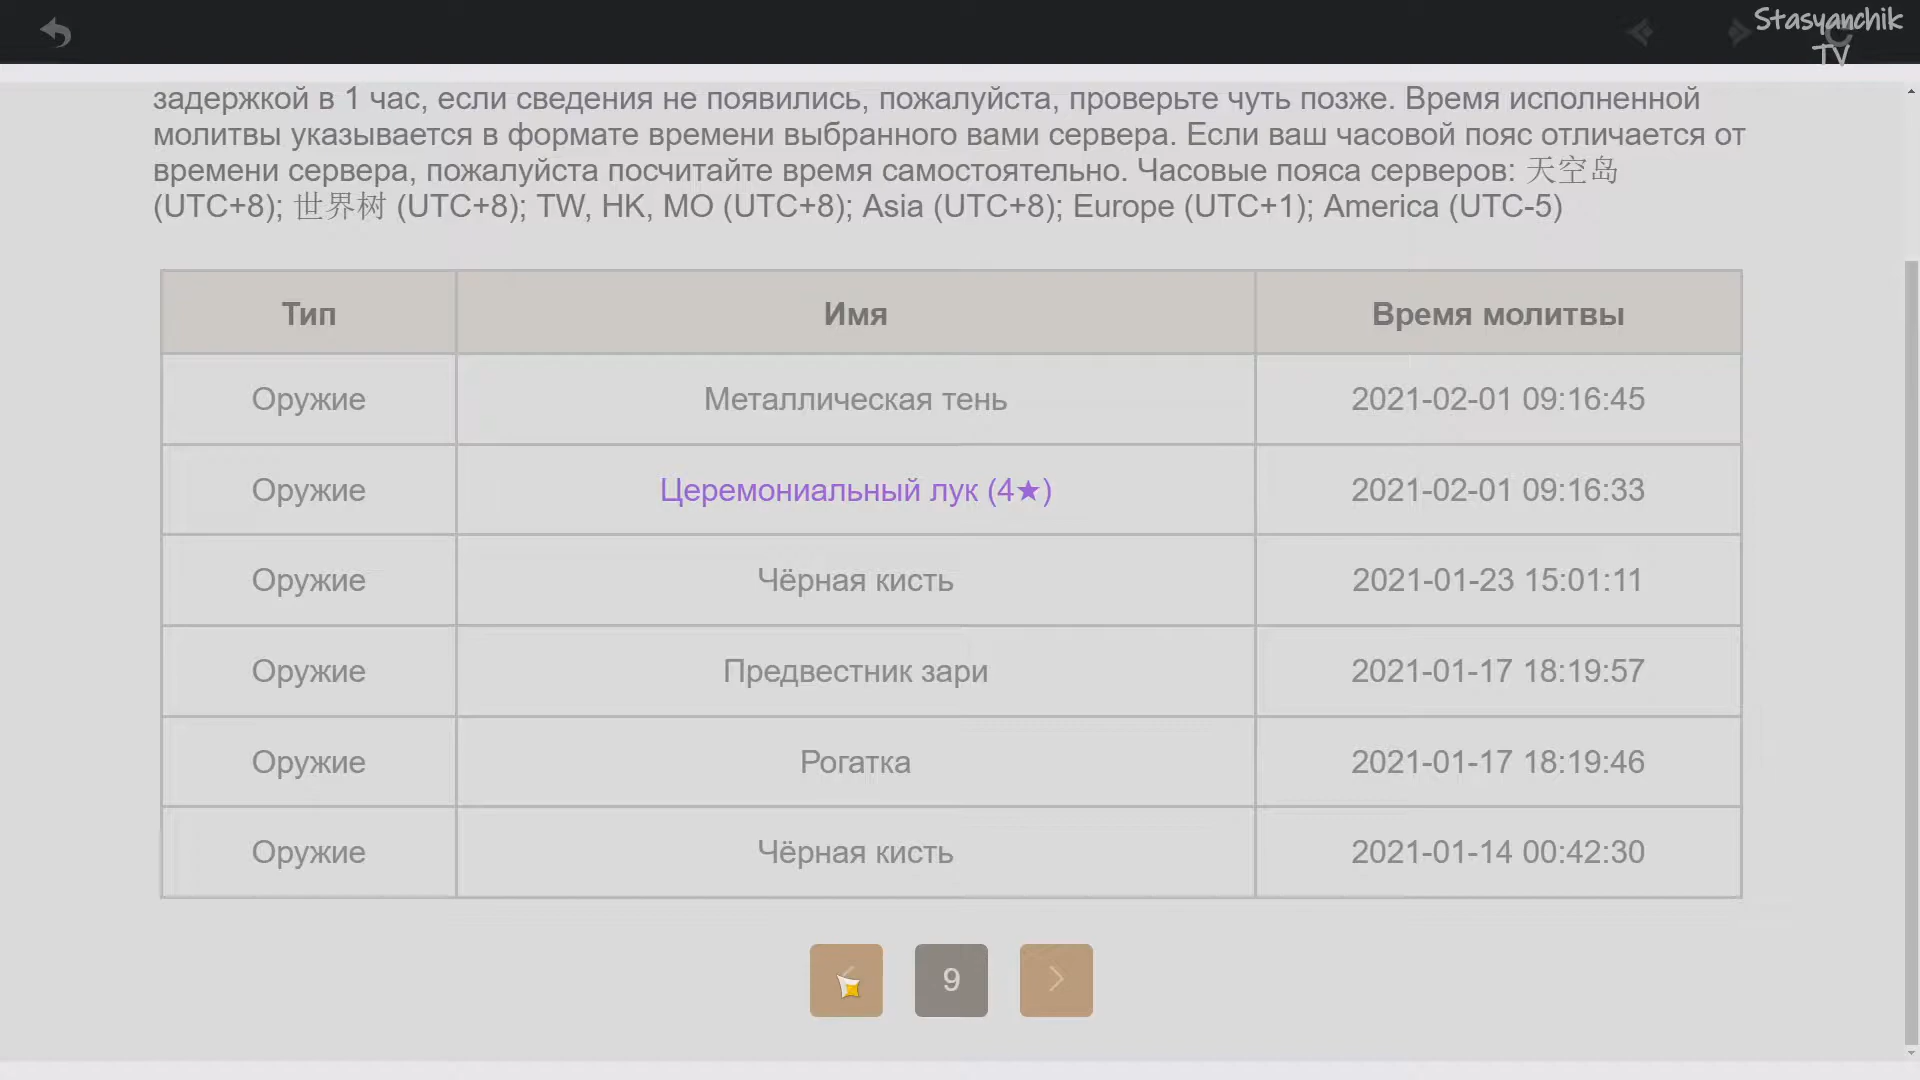 Stasyanchik
TV
задержкой в 1 час, если сведения не появились, пожалуйста, проверьте чуть позже. Время исполненной
молитвы указывается в формате времени выбранного вами сервера. Если ваш часовой пояс отличается от
времени сервера, пожалуйста посчитайте время самостоятельно. Часовые пояса серверов: 天空岛
(UTC+8); 世界树 (UTC+8); TW, HK, MO (UTC+8); Asia (UTC+8); Europe (UTC+1); America (UTC-5)
Тип Имя Время молитвы
Оружие Металлическая тень 2021-02-01 09:16:45
Оружие Церемониальный лук (4★) 2021-02-01 09:16:33
Оружие Чёрная кисть 2021-01-23 15:01:11
Оружие Предвестник зари 2021-01-17 18:19:57
Оружие Рогатка 2021-01-17 18:19:46
Оружие Чёрная кисть 2021-01-14 00:42:30
9